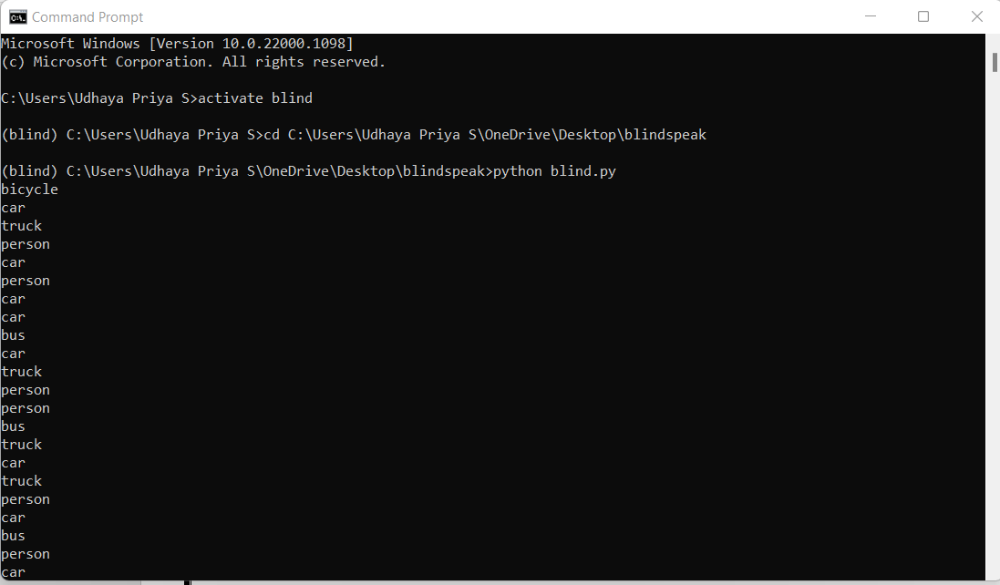 Command Prompt
Microsoft Windows [Version 10.0.22000.1098]
(c) Microsoft Corporation. All rights reserved.
C:\Users\Udhaya Priya S>activate blind
(blind) C:\Users\Udhaya Priya S>cd C:\Users\Udhaya Priya S\OneDrive\Desktop\blindspeak
(blind) C:\Users\Udhaya Priya S\OneDrive\Desktop\blindspeak>python blind.py
bicycle
car
truck
person
car
person
car
car
bus
car
truck
person
person
bus
truck
car
truck
person
car
bus
person
car